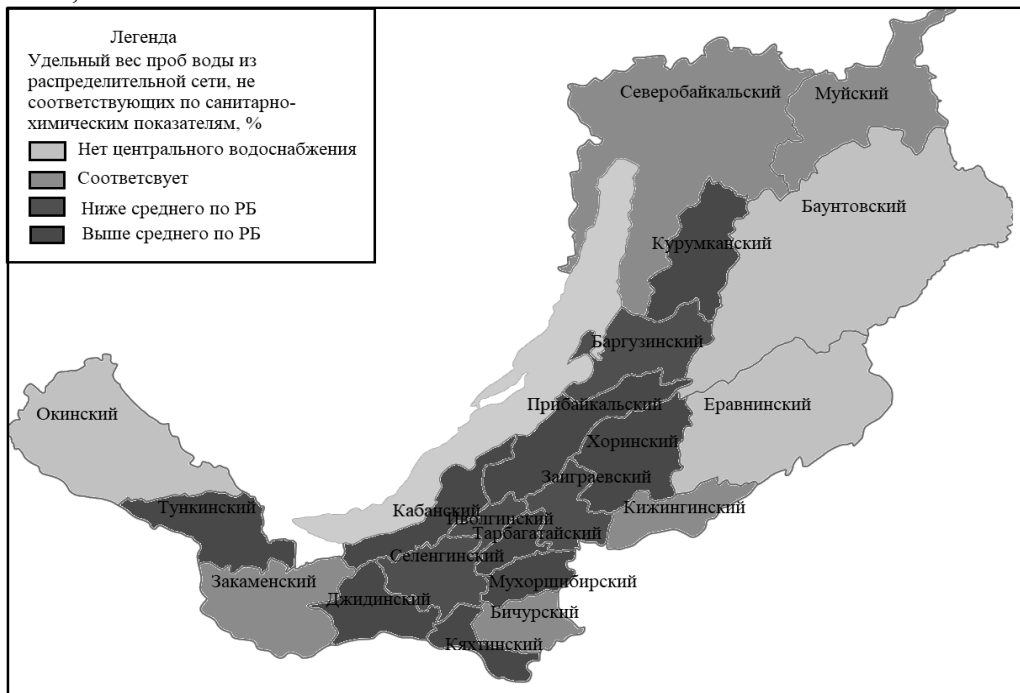 Легенда
Удельный вес проб воды из
распределительной сети, не
соответствующих по санитарно-
химическим показателям, %
Нет центрального водоснабжения
Соответсвует
Ниже среднего по РБ
Выше среднего по РБ
Северобайкальский
Муйский
Баунтовский
Курумканский
Баргузинский
Окинский
Прибайкальский
Еравнинский
Хоринский
Заиграевский
Тункинский
Кабанский
Кижингинский
Иволгинский
Тарбагатайский
Селенгинский
Закаменский
Мухоршибирский
Джидинский
Бичурский
Кяхтинский